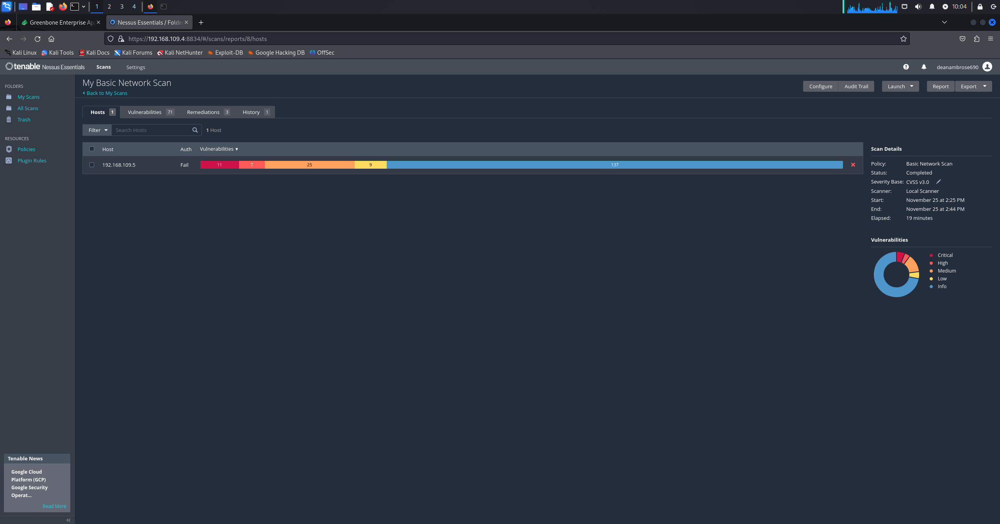 1 2 3 4 10:04
Greenbone Enterprise Ap
Nessus Essentials / Folde
https://192.168.109.4:8834/#/scans/reports/8/hosts
Kali Linux Kali Tools Kali Docs Kali Forums Kali NetHunter Exploit-DB Google Hacking DB OffSec
tenable Nessus Essentials Scans Settings deanambrose690
FOLDERS
My Scans
All Scans
Trash
RESOURCES
Policies
Plugin Rules
My Basic Network Scan
Back to My Scans
Configure Audit Trail Launch Report Export
Hosts 1 Vulnerabilities 71 Remediations 3 History 1
Filter Search Hosts 1 Host
Host Auth Vulnerabilities
192.168.109.5 Fail 11 7 25 9 137
Scan Details
Policy: Basic Network Scan
Status: Completed
Severity Base: CVSS v3.0
Scanner: Local Scanner
Start: November 25 at 2:25 PM
End: November 25 at 2:44 PM
Elapsed: 19 minutes
Vulnerabilities
Critical
High
Medium
Low
Info
Tenable News
Google Cloud
Platform (GCP)
Google Security
Operat...
Read More